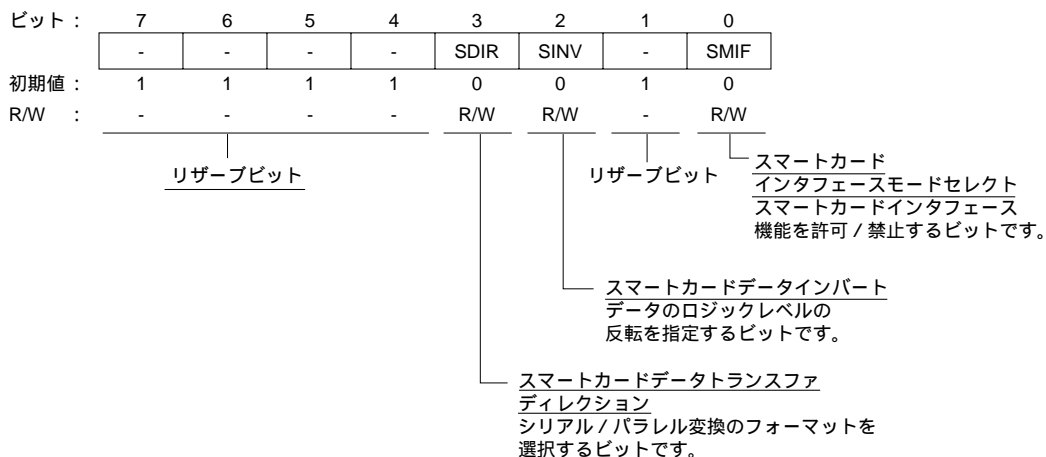 ビット : 7 6 5 4 3 2 1 0
- - - - SDIR SINV - SMIF
初期値 : 1 1 1 1 0 0 1 0
R/W : - - - - R/W R/W - R/W
リザーブビット
リザーブビット
スマートカード
インタフェースモードセレクト
スマートカードインタフェース
機能を許可 / 禁止するビットです。
スマートカードデータインバート
データのロジックレベルの
反転を指定するビットです。
スマートカードデータトランスファ
ディレクション
シリアル / パラレル変換のフォーマットを
選択するビットです。